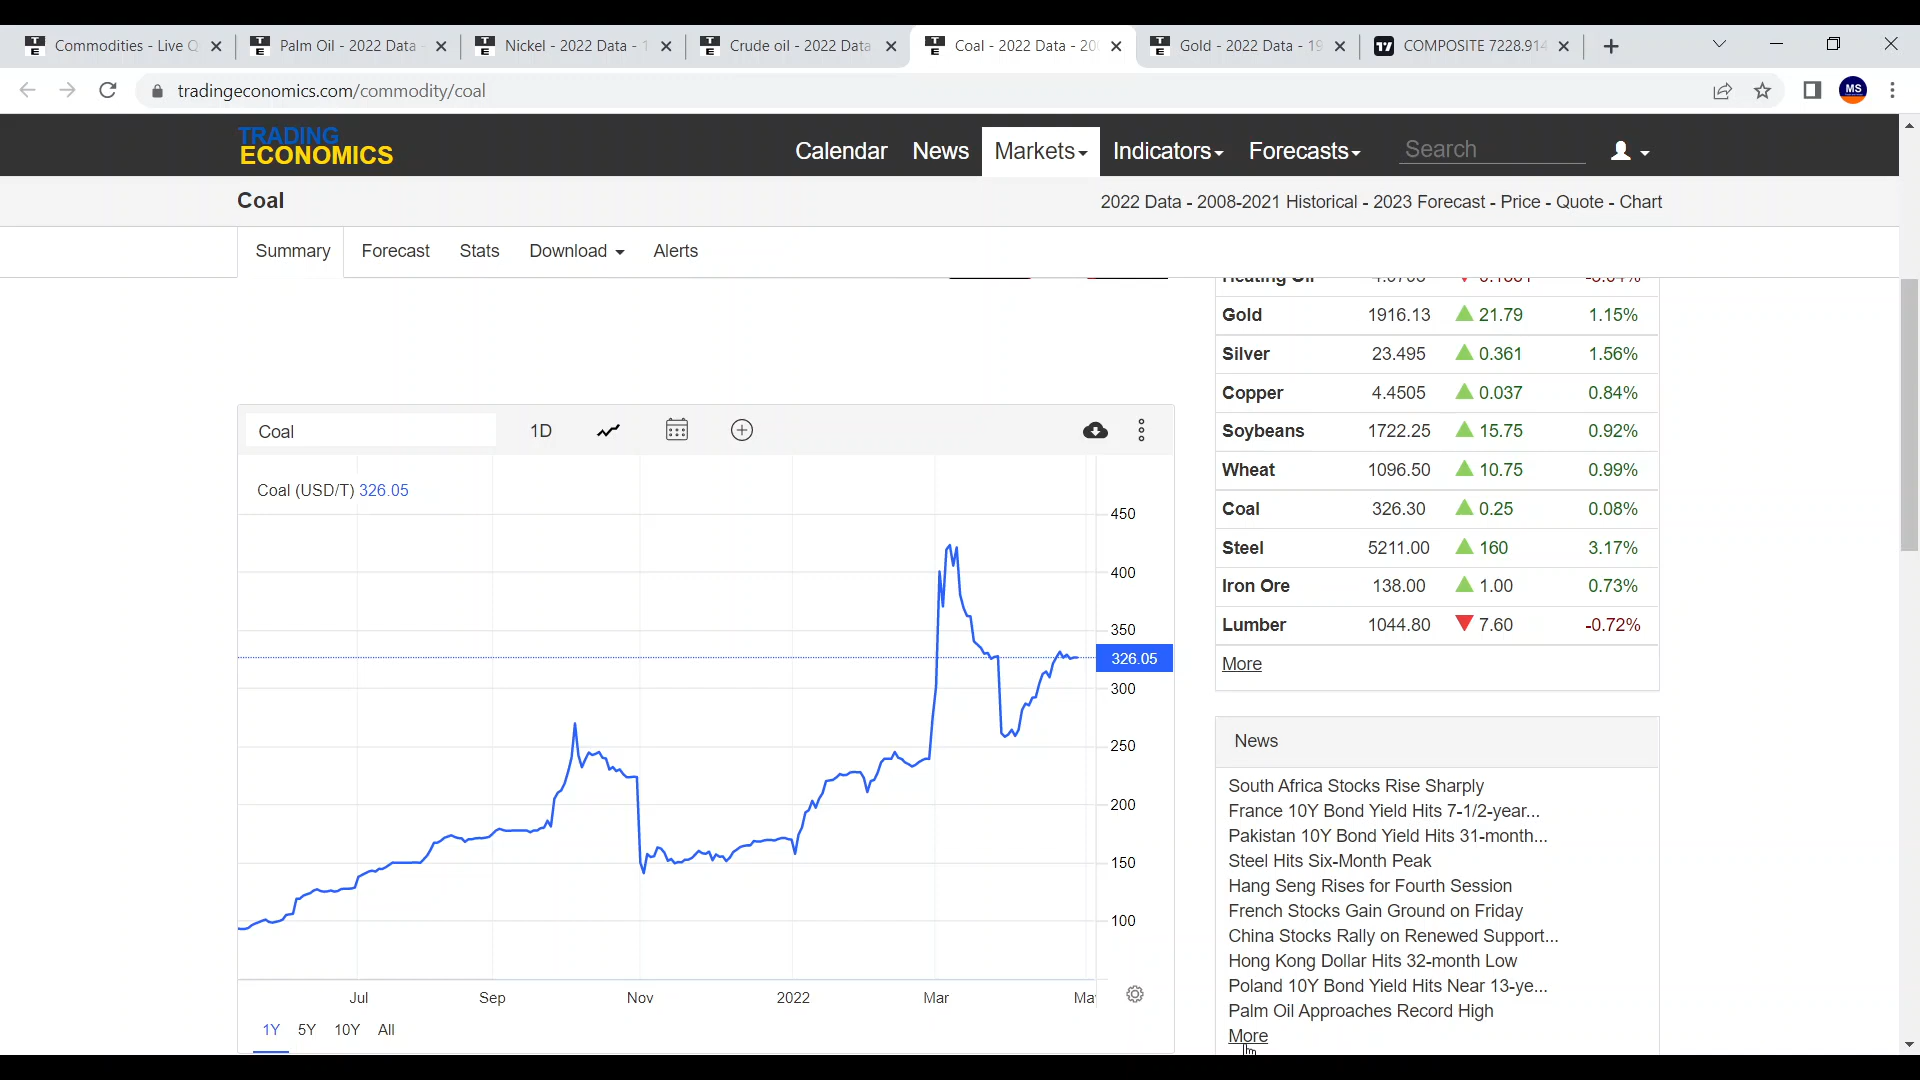 Commodities - Live Q
Palm Oil - 2022 Data -
Nickel - 2022 Data - 1
Crude oil - 2022 Data
Coal - 2022 Data - 200
Gold - 2022 Data - 19
COMPOSITE 7228.914
tradingeconomics.com/commodity/coal
MS
TRADING
ECONOMICS
Calendar News Markets Indicators Forecasts Search
Coal
2022 Data - 2008-2021 Historical - 2023 Forecast - Price - Quote - Chart
Summary Forecast Stats Download Alerts
Heating Oil
Gold 1916.13 21.79 1.15%
Silver 23.495 0.361 1.56%
Copper 4.4505 0.037 0.84%
Soybeans 1722.25 15.75 0.92%
Wheat 1096.50 10.75 0.99%
Coal 326.30 0.25 0.08%
Steel 5211.00 160 3.17%
Iron Ore 138.00 1.00 0.73%
Lumber 1044.80 7.60 -0.72%
More
Coal 1D
Coal (USD/T) 326.05
450
400
350
326.05
300
250
200
150
100
Jul Sep Nov 2022 Mar Ma
1Y 5Y 10Y All
News
South Africa Stocks Rise Sharply
France 10Y Bond Yield Hits 7-1/2-year...
Pakistan 10Y Bond Yield Hits 31-month...
Steel Hits Six-Month Peak
Hang Seng Rises for Fourth Session
French Stocks Gain Ground on Friday
China Stocks Rally on Renewed Support...
Hong Kong Dollar Hits 32-month Low
Poland 10Y Bond Yield Hits Near 13-ye...
Palm Oil Approaches Record High
More